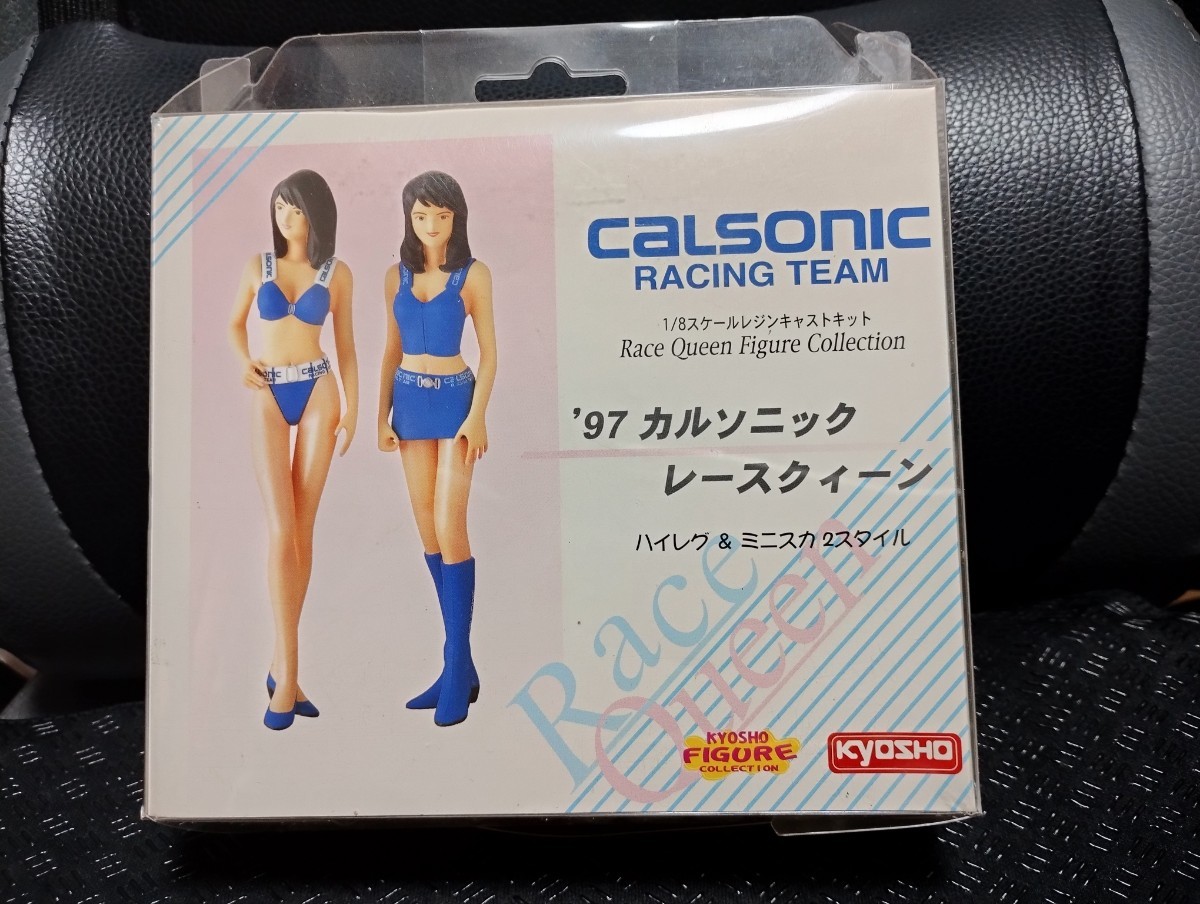 CALSONIC
RACING TEAM
1/8スケールレジンキャストキット
Race Queen Figure Collection
'97 カルソニック
レースクィーン
ハイレグ & ミニスカ 2スタイル
Race
Queen
KYOSHO
FIGURE
COLLECTION
KYOSHO